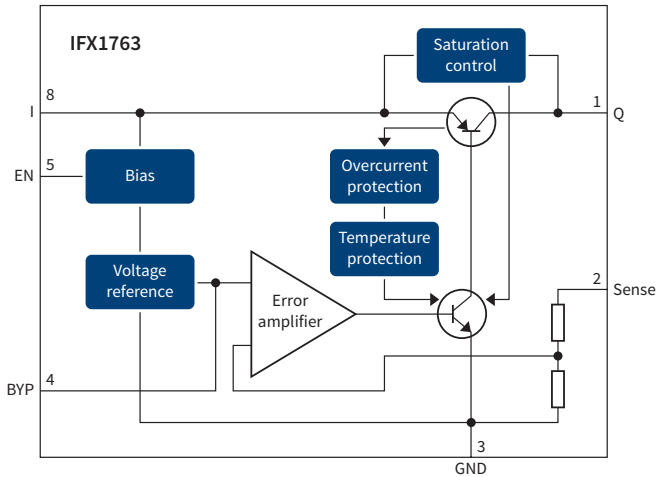 IFX1763
Saturation
control
8
I
1
Q
5
EN
Bias
Overcurrent
protection
Temperature
protection
Voltage
reference
2
Sense
Error
amplifier
4
BYP
3
GND